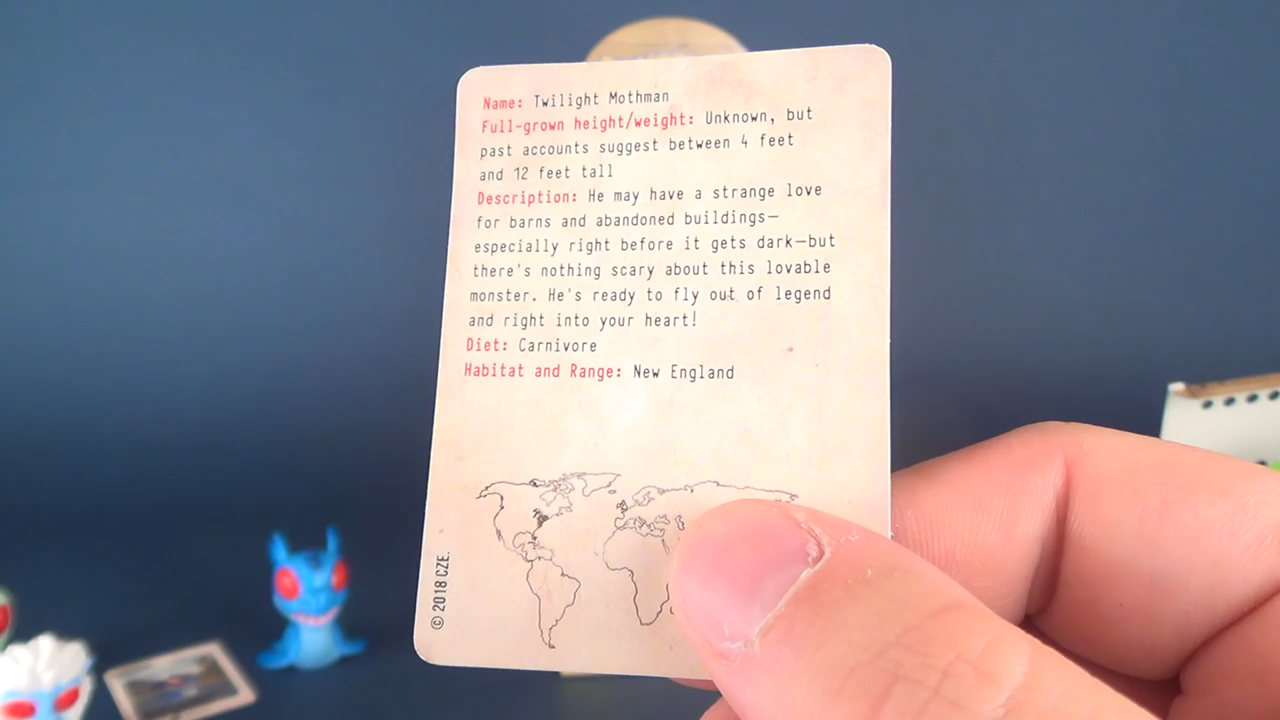 Name: Twilight Mothman
Full-grown height/weight: Unknown, but
past accounts suggest between 4 feet
and 12 feet tall
Description: He may have a strange love
for barns and abandoned buildings—
especially right before it gets dark—but
there's nothing scary about this lovable
monster. He's ready to fly out of legend
and right into your heart!
Diet: Carnivore
Habitat and Range: New England
© 2018 CZE.